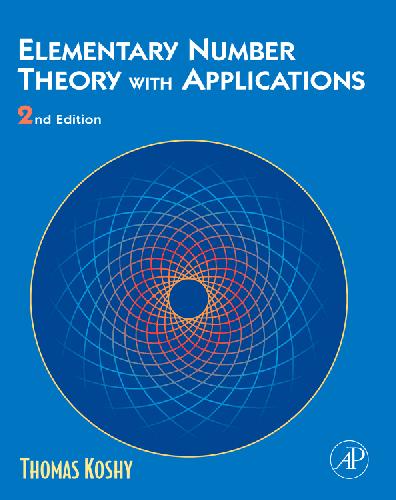 ELEMENTARY NUMBER
THEORY WITH APPLICATIONS
2nd Edition
THOMAS KOSHY
AP